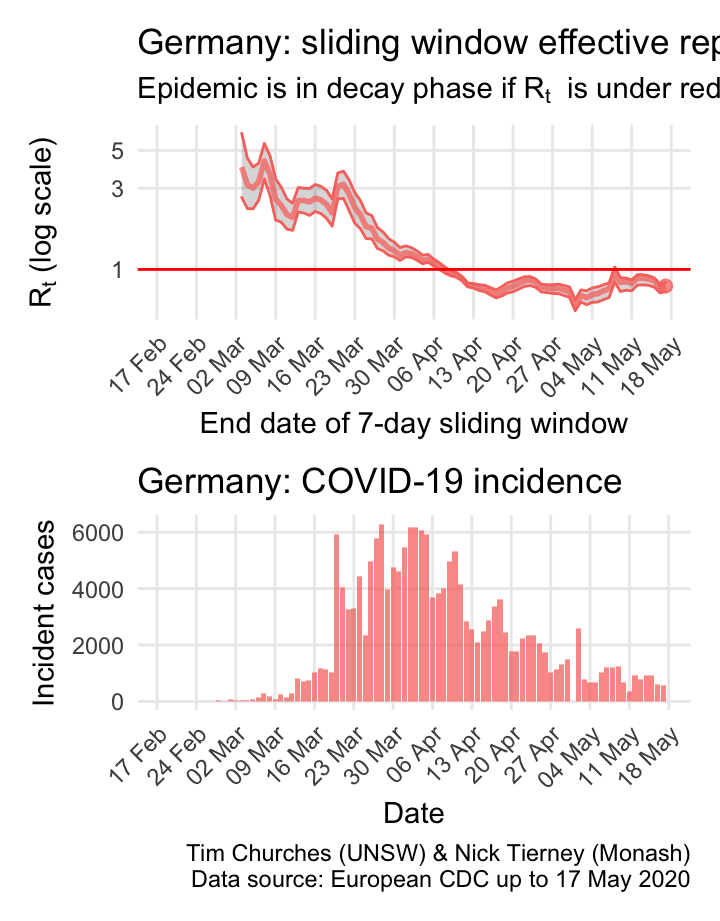 Germany: sliding window effective rep
Epidemic is in decay phase if Rt is under red
Rt (log scale)
5
3
1
17 Feb
24 Feb
02 Mar
09 Mar
16 Mar
23 Mar
30 Mar
06 Apr
13 Apr
20 Apr
27 Apr
04 May
11 May
18 May
End date of 7-day sliding window
Germany: COVID-19 incidence
Incident cases
6000
4000
2000
0
17 Feb
24 Feb
02 Mar
09 Mar
16 Mar
23 Mar
30 Mar
06 Apr
13 Apr
20 Apr
27 Apr
04 May
11 May
18 May
Date
Tim Churches (UNSW) & Nick Tierney (Monash)
Data source: European CDC up to 17 May 2020